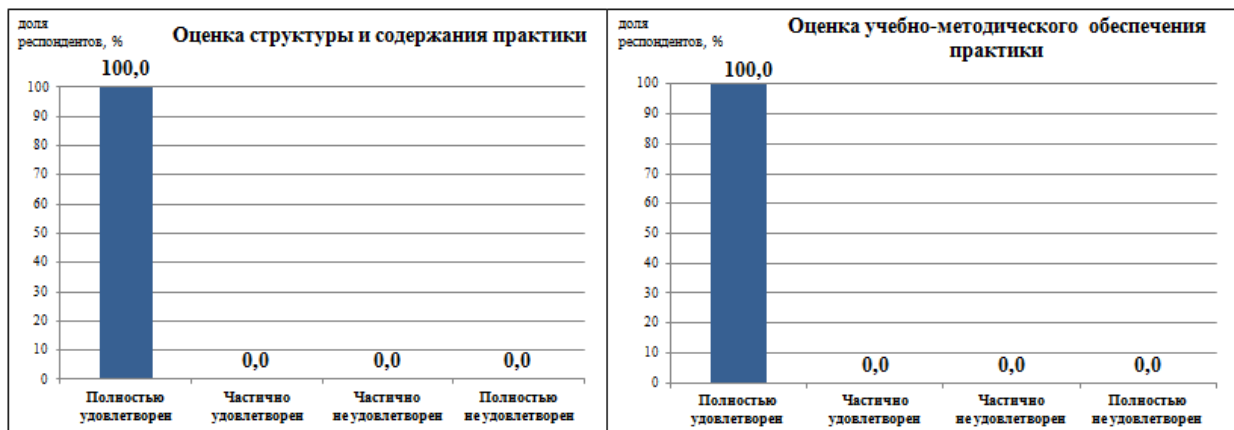 доля
респондентов, %
Оценка структуры и содержания практики
100,0
100
90
80
70
60
50
40
30
20
10
0
0,0
0,0
0,0
Полностью
удовлетворен
Частично
удовлетворен
Частично
не удовлетворен
Полностью
не удовлетворен
доля
респондентов, %
Оценка учебно-методического обеспечения
практики
100,0
100
90
80
70
60
50
40
30
20
10
0
0,0
0,0
0,0
Полностью
удовлетворен
Частично
удовлетворен
Частично
не удовлетворен
Полностью
не удовлетворен